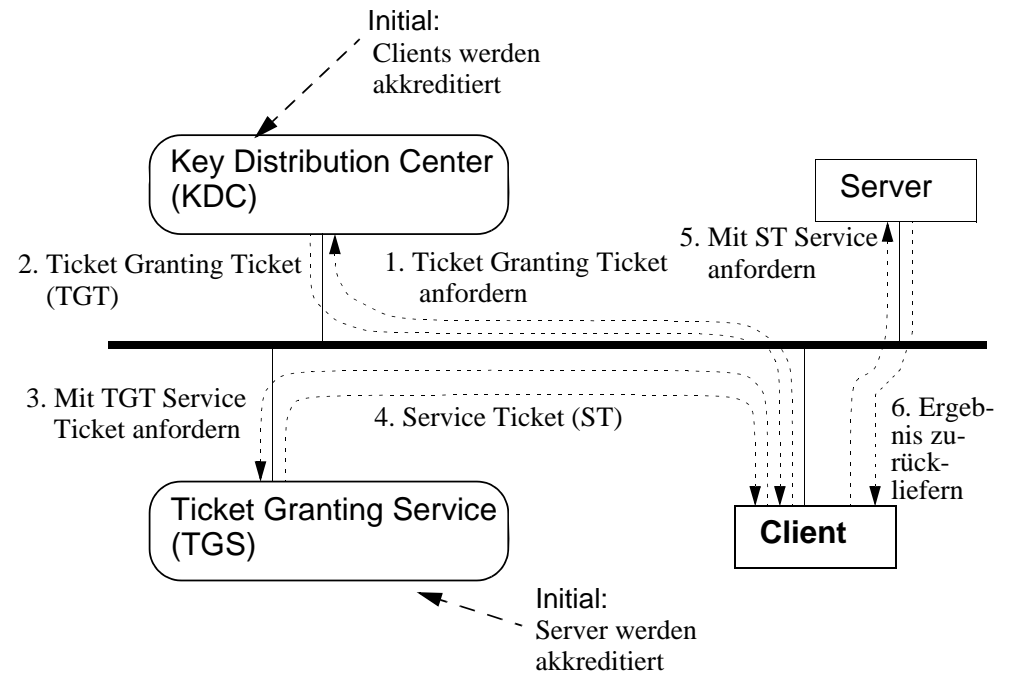 Initial:
Clients werden
akkreditiert
Key Distribution Center
(KDC)
Server
2. Ticket Granting Ticket
(TGT)
1. Ticket Granting Ticket
anfordern
5. Mit ST Service
anfordern
3. Mit TGT Service
Ticket anfordern
4. Service Ticket (ST)
6. Ergeb-
nis zu-
rück-
liefern
Ticket Granting Service
(TGS)
Client
Initial:
Server werden
akkreditiert